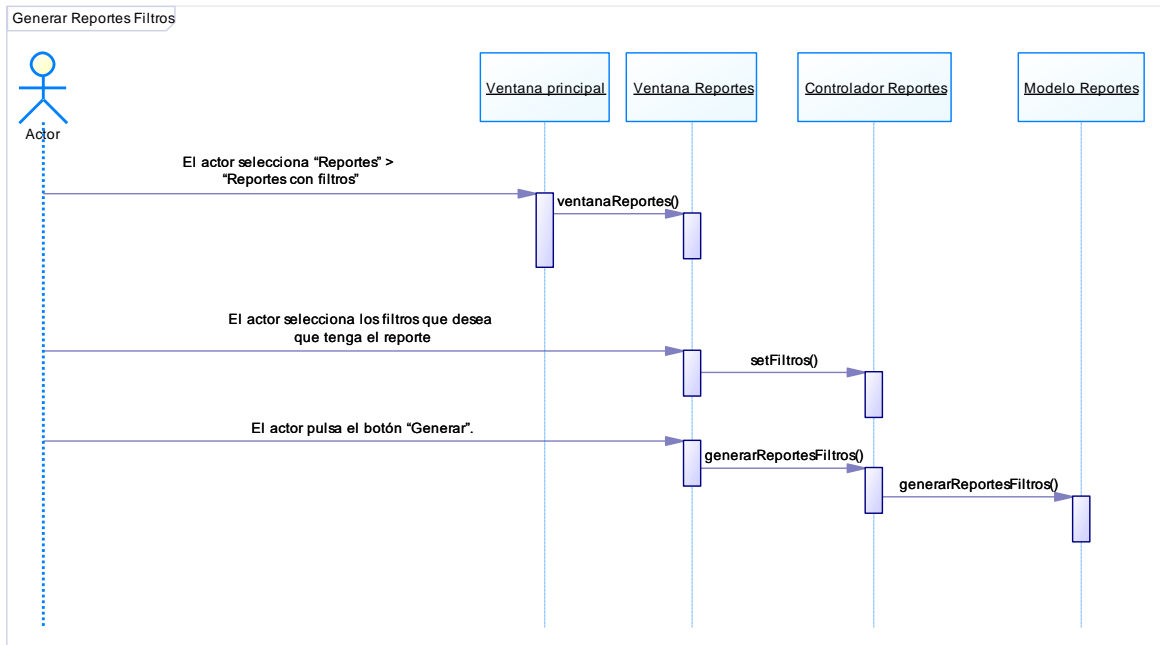 Generar Reportes Filtros
Actor
Ventana principal
Ventana Reportes
Controlador Reportes
Modelo Reportes
El actor selecciona “Reportes” >
“Reportes con filtros”
ventanaReportes()
El actor selecciona los filtros que desea
que tenga el reporte
setFiltros()
El actor pulsa el botón “Generar”.
generarReportesFiltros()
generarReportesFiltros()